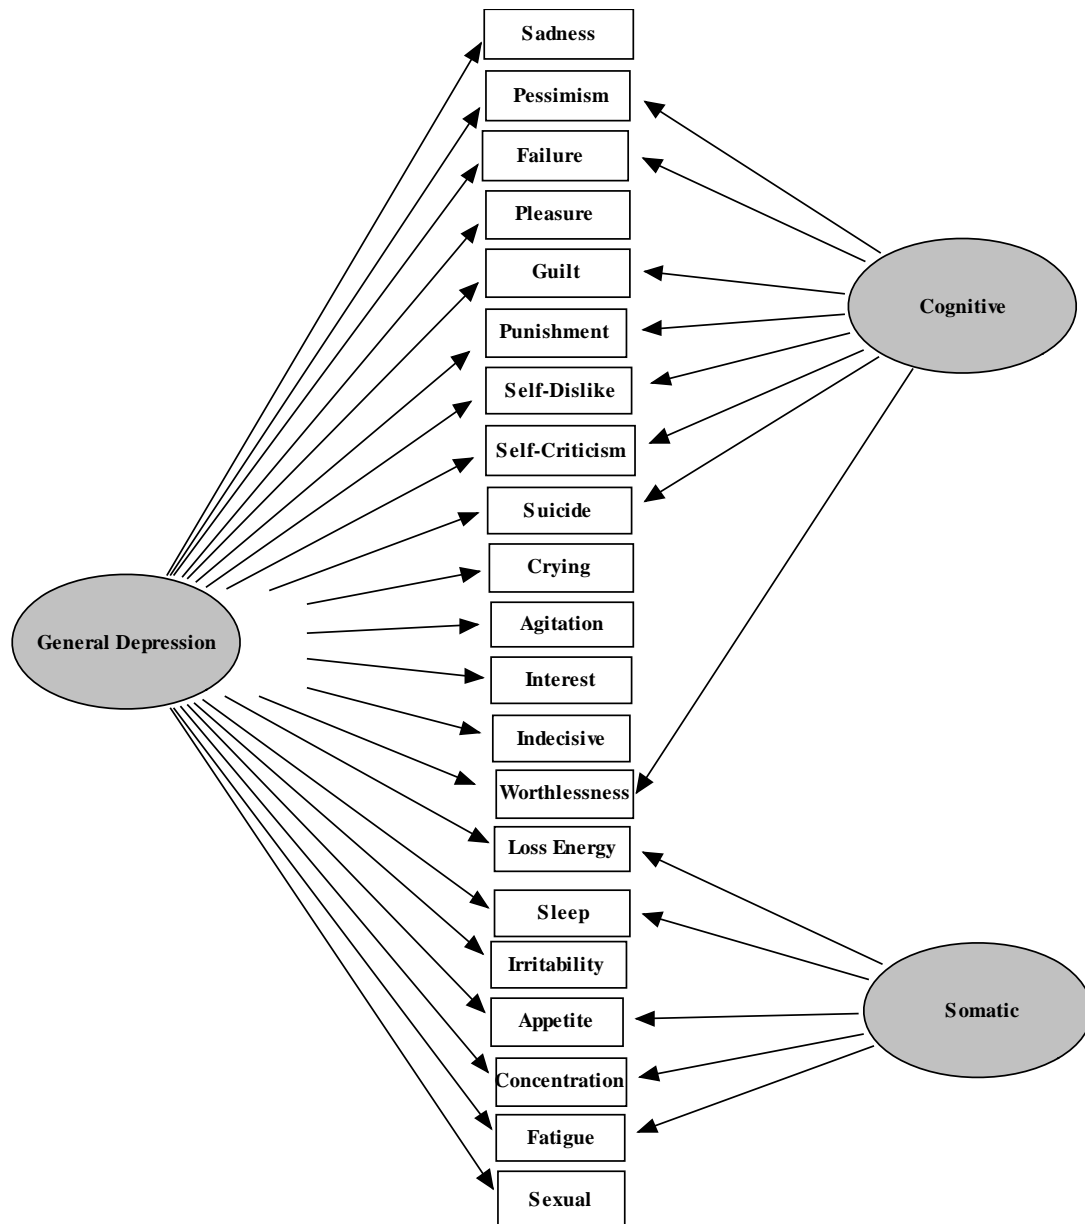 Sadness
Pessimism
Failure
Pleasure
Guilt
Cognitive
Punishment
Self-Dislike
Self-Criticism
Suicide
Crying
Agitation
General Depression
Interest
Indecisive
Worthlessness
Loss Energy
Sleep
Irritability
Somatic
Appetite
Concentration
Fatigue
Sexual